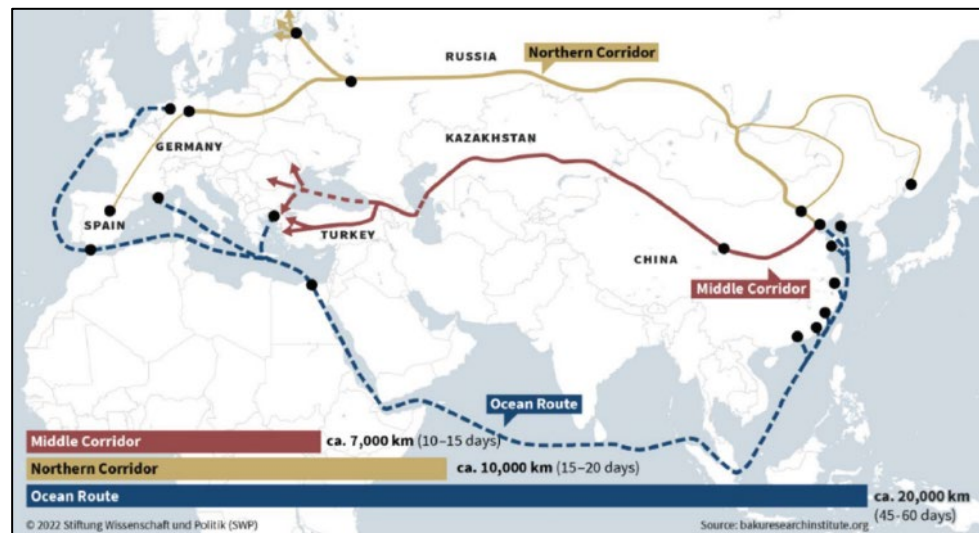 RUSSIA
Northern Corridor
KAZAKHSTAN
GERMANY
SPAIN
TURKEY
CHINA
Middle Corridor
Ocean Route
Middle Corridor
ca. 7,000 km (10–15 days)
Northern Corridor
ca. 10,000 km (15–20 days)
Ocean Route
ca. 20,000 km
(45-60 days)
© 2022 Stiftung Wissenschaft und Politik (SWP)
Source: bakuresearchinstitute.org